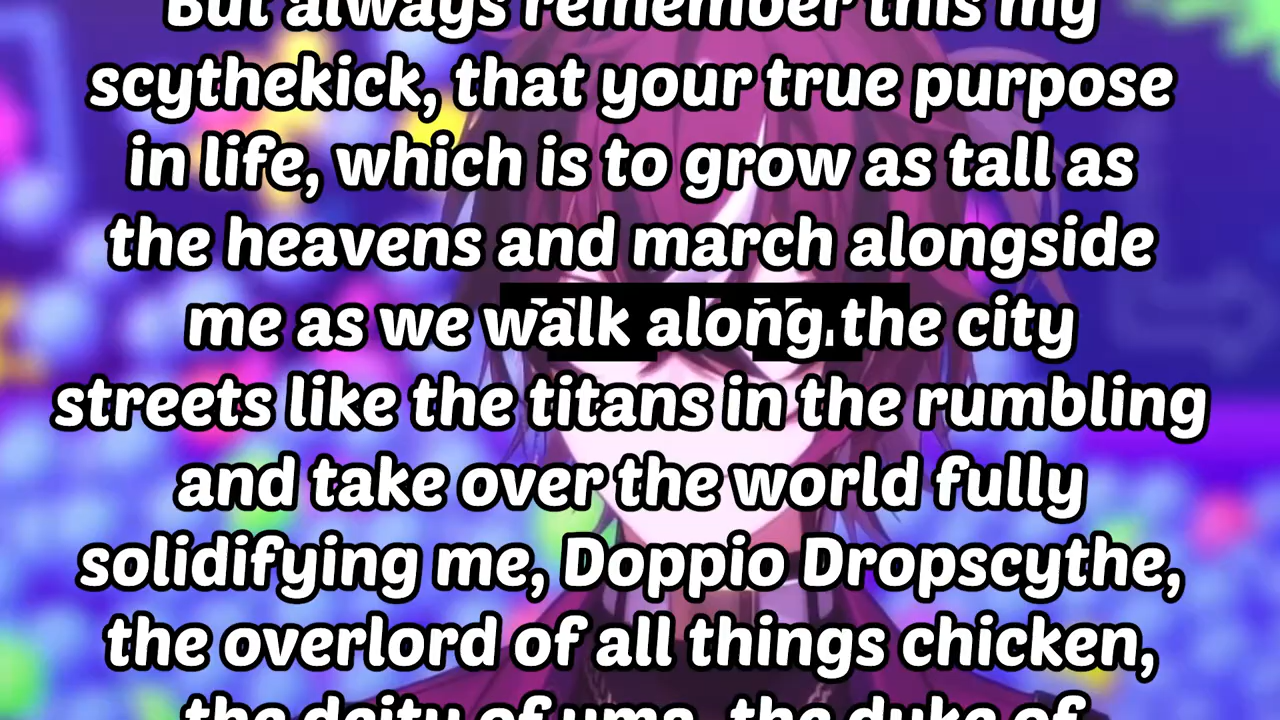 But always remember this my
scythekick, that your true purpose
in life, which is to grow as tall as
the heavens and march alongside
me as we walk along the city
streets like the titans in the rumbling
and take over the world fully
solidifying me, Doppio Dropscythe,
the overlord of all things chicken,
the deity of ums, the duke of